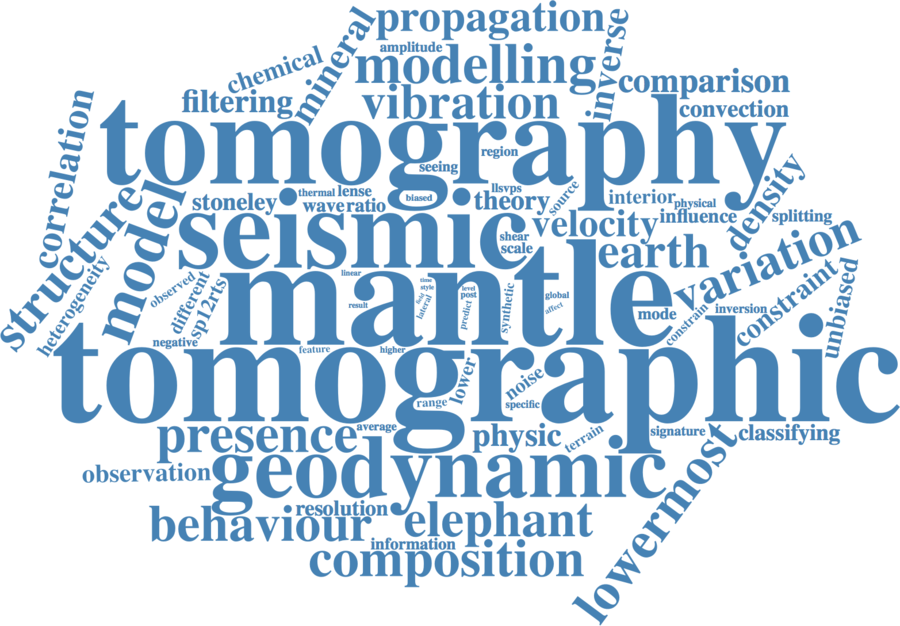 propagation
amplitude
modelling
mineral
chemical
inverse
comparison
filtering
vibration
convection
correlation
tomography
region
seeing
structure
model
stoneley
thermal
lense
wave
ratio
biased
llsvps
theory
source
interior
physical
density
seismic
velocity
influence
splitting
shear
scale
earth
variation
heterogeneity
observed
different
sp12rts
mantle
linear
time
style
level
post
field
lateral
predict
synthetic
global
affect
result
mode
constrain
inversion
constraint
unbiased
negative
feature
higher
tomographic
lower
noise
range
specific
presence
average
physic
terrain
signature
lowermost
classifying
observation
geodynamic
resolution
behaviour
elephant
information
composition